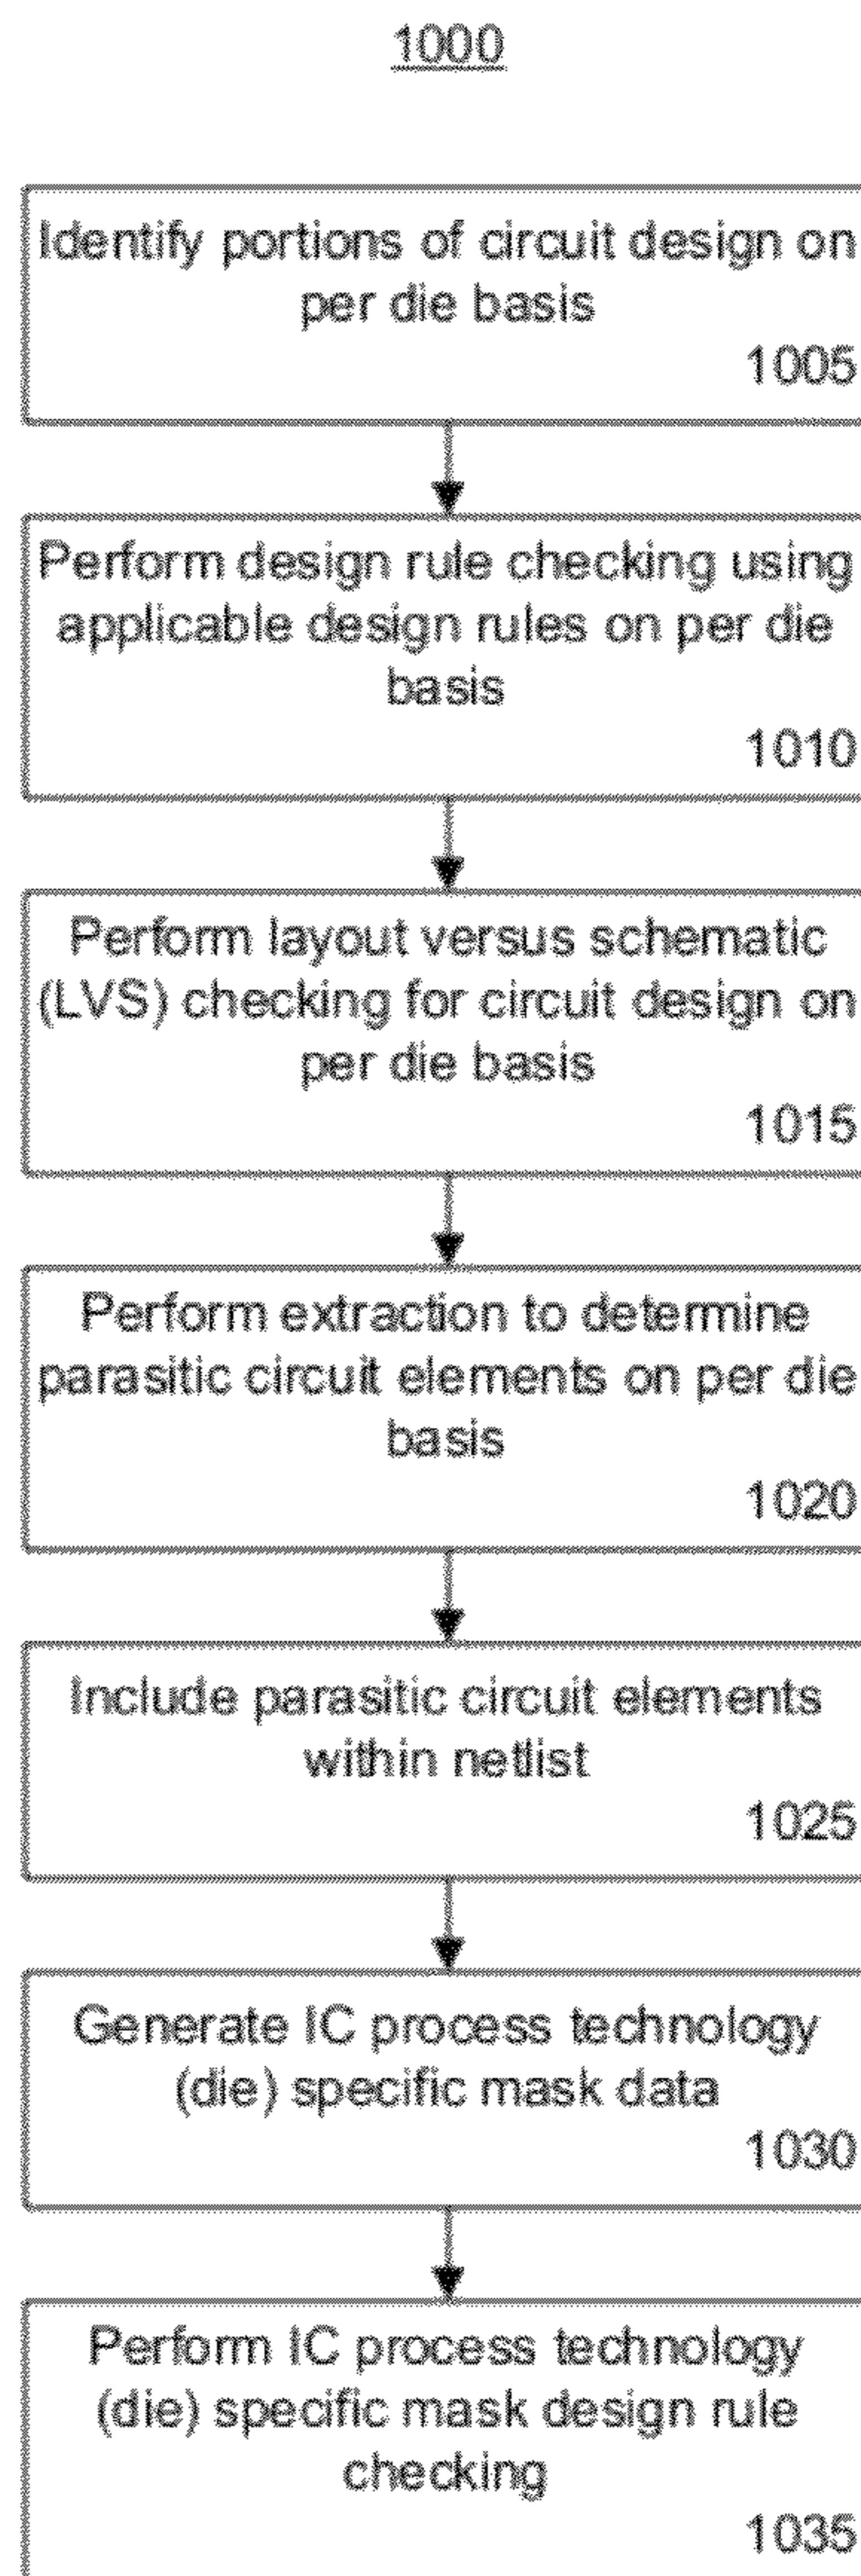 1000
Identify portions of circuit design on
per die basis
1005
Perform design rule checking using
applicable design rules on per die
basis
1010
Perform layout versus schematic
(LVS) checking for circuit design on
per die basis
1015
Perform extraction to determine
parasitic circuit elements on per die
basis
1020
Include parasitic circuit elements
within netlist
1025
Generate IC process technology
(die) specific mask data
1030
Perform IC process technology
(die) specific mask design rule
checking
1035